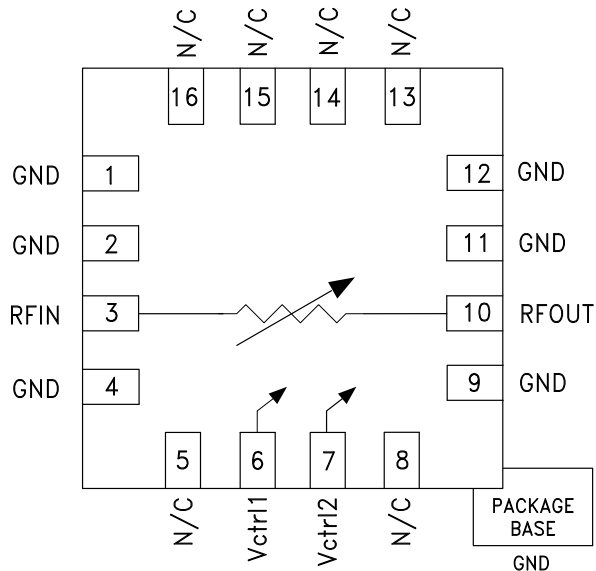 N/C N/C N/C N/C
16 15 14 13
GND 1 12 GND
GND 2 11 GND
RFIN 3 10 RFOUT
GND 4 9 GND
5 6 7 8
N/C Vctrl1 Vctrl2 N/C
PACKAGE
BASE
GND